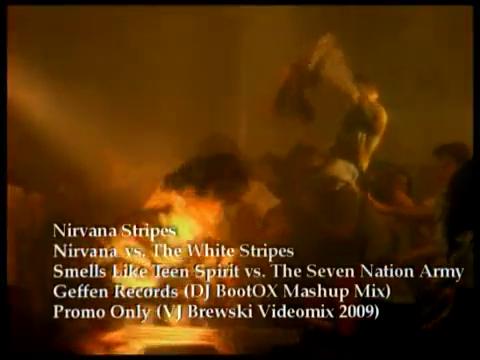 Nirvana Stripes
Nirvana vs. The White Stripes
Smells Like Teen Spirit vs. The Seven Nation Army
Geffen Records (DJ BootOX Mashup Mix)
Promo Only (VJ Brewski Videomix 2009)